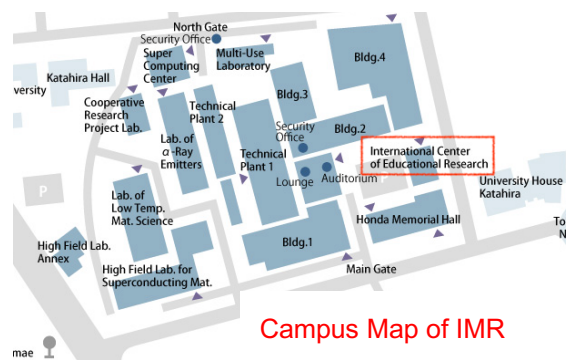 North Gate
Security Office
Super
Computing
Center
Multi-Use
Laboratory
Bldg.4
Katahira Hall
versity
Cooperative
Research
Project Lab.
Technical
Plant 2
Bldg.3
Lab. of
α-Ray
Emitters
Security
Office
Bldg.2
Technical
Plant 1
International Center
of Educational Research
Lounge
Auditorium
P
P
University House
Katahira
Lab. of
Low Temp.
Mat. Science
Honda Memorial Hall
To
N
High Field Lab.
Annex
Bldg.1
High Field Lab. for
Superconducting Mat.
Main Gate
Campus Map of IMR
mae